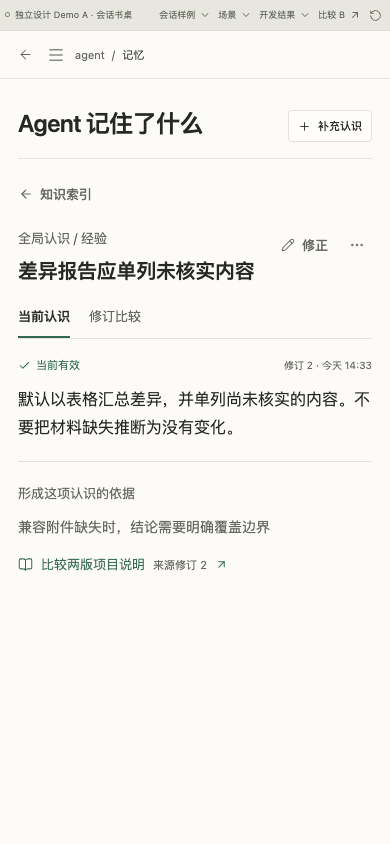 独立设计 Demo A · 会话书桌 会话样例 场景 开发结果 比较 B
agent / 记忆
Agent 记住了什么
补充认识
知识索引
全局认识 / 经验
修正
差异报告应单列未核实内容
当前认识 修订比较
当前有效 修订 2 · 今天 14:33
默认以表格汇总差异，并单列尚未核实的内容。不
要把材料缺失推断为没有变化。
形成这项认识的依据
兼容附件缺失时，结论需要明确覆盖边界
比较两版项目说明 来源修订 2